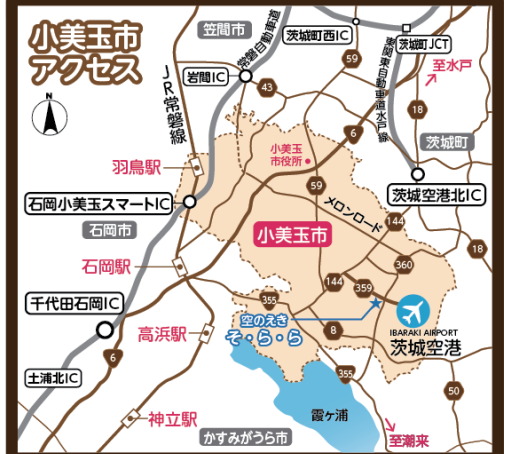 小美玉市
アクセス
N
笠間市
常磐自動車道
茨城町西IC
茨城町JCT
東関東自動車道水戸線
至水戸
岩間IC
JR常磐線
59
43
6
18
茨城町
羽鳥駅
小美玉
市役所
59
茨城空港北IC
石岡小美玉スマートIC
メロンロード
144
石岡市
小美玉市
18
石岡駅
360
144
359
355
千代田石岡IC
空のえき
そ・ら・ら
8
IBARAKI AIRPORT
茨城空港
高浜駅
6
355
50
土浦北IC
神立駅
霞ヶ浦
かすみがうら市
至潮来